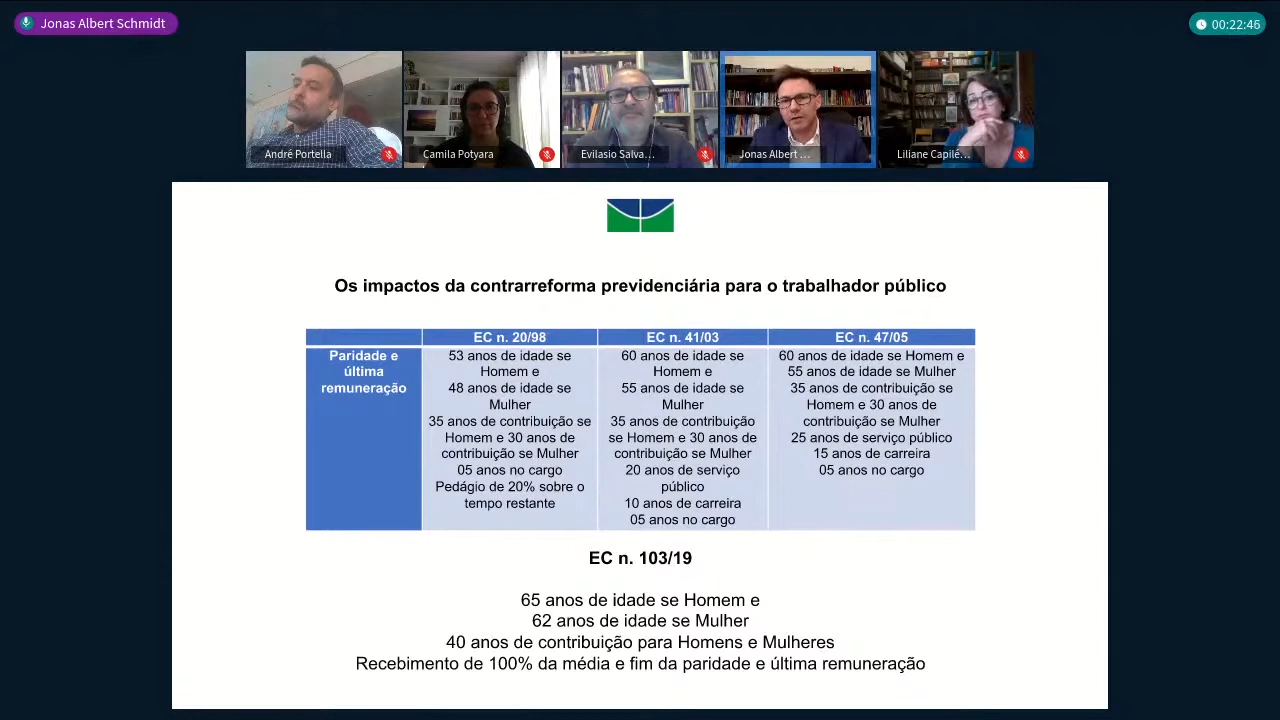 Jonas Albert Schmidt
00:22:46
André Portella
Camila Potyara
Evilasio Salva…
Jonas Albert …
Liliane Capilé…
Os impactos da contrarreforma previdenciária para o trabalhador público
EC n. 20/98
EC n. 41/03
EC n. 47/05
Paridade e
última
remuneração
53 anos de idade se
Homem e
48 anos de idade se
Mulher
35 anos de contribuição se
Homem e 30 anos de
contribuição se Mulher
05 anos no cargo
Pedágio de 20% sobre o
tempo restante
60 anos de idade se
Homem e
55 anos de idade se
Mulher
35 anos de contribuição
se Homem e 30 anos de
contribuição se Mulher
20 anos de serviço
público
10 anos de carreira
05 anos no cargo
60 anos de idade se Homem e
55 anos de idade se Mulher
35 anos de contribuição se
Homem e 30 anos de
contribuição se Mulher
25 anos de serviço público
15 anos de carreira
05 anos no cargo
EC n. 103/19
65 anos de idade se Homem e
62 anos de idade se Mulher
40 anos de contribuição para Homens e Mulheres
Recebimento de 100% da média e fim da paridade e última remuneração